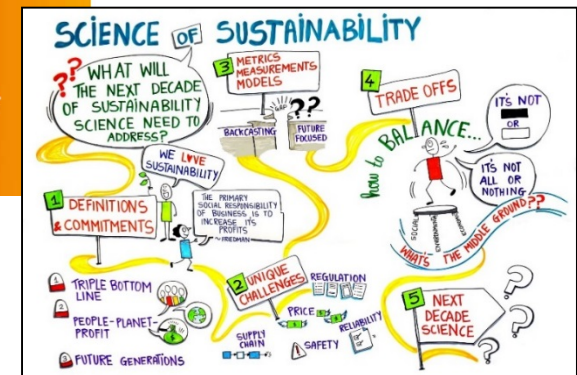 SCIENCE OF SUSTAINABILITY
?? WHAT WILL
THE NEXT DECADE
OF SUSTAINABILITY
SCIENCE NEED TO
ADDRESS?
WE LOVE
SUSTAINABILITY
1 DEFINITIONS
& COMMITMENTS
THE PRIMARY
SOCIAL RESPONSIBILITY
OF BUSINESS IS TO
INCREASE ITS
PROFITS
~FRIEDMAN~
1 TRIPLE BOTTOM
LINE
2 PEOPLE-PLANET-
PROFIT
3 FUTURE GENERATIONS
2 UNIQUE
CHALLENGES
REGULATION
PRICE
RELIABILITY
SUPPLY
CHAIN
SAFETY
3 METRICS
MEASUREMENTS
MODELS
GAP
??
BACKCASTING
FUTURE
FOCUSED
4 TRADE OFFS
how to BALANCE...
IT'S NOT
OR
IT'S NOT
ALL OR
NOTHING
SOCIAL
ECONOMIC
WHAT'S THE MIDDLE GROUND??
5 NEXT
DECADE
SCIENCE
???